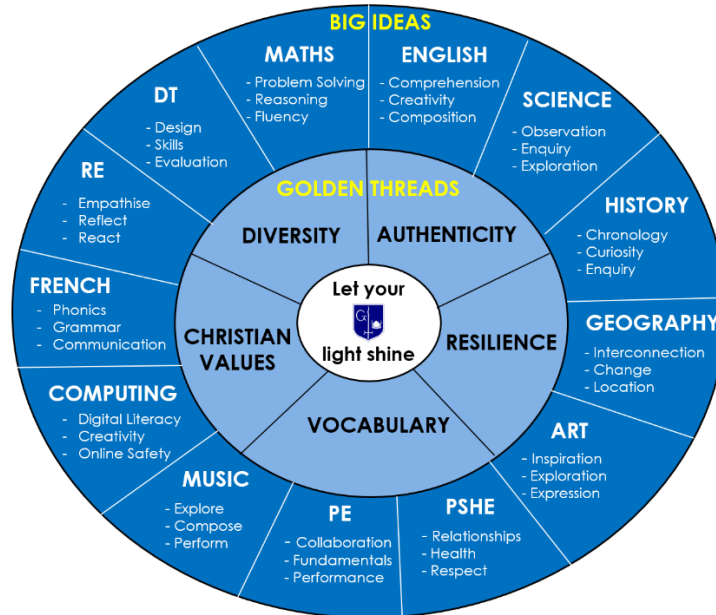 BIG IDEAS
MATHS
- Problem Solving
- Reasoning
- Fluency
ENGLISH
- Comprehension
- Creativity
- Composition
SCIENCE
- Observation
- Enquiry
- Exploration
HISTORY
- Chronology
- Curiosity
- Enquiry
GEOGRAPHY
- Interconnection
- Change
- Location
ART
- Inspiration
- Exploration
- Expression
PSHE
- Relationships
- Health
- Respect
PE
- Collaboration
- Fundamentals
- Performance
MUSIC
- Explore
- Compose
- Perform
COMPUTING
- Digital Literacy
- Creativity
- Online Safety
FRENCH
- Phonics
- Grammar
- Communication
RE
- Empathise
- Reflect
- React
DT
- Design
- Skills
- Evaluation
GOLDEN THREADS
DIVERSITY
AUTHENTICITY
RESILIENCE
VOCABULARY
CHRISTIAN
VALUES
Let your
light shine